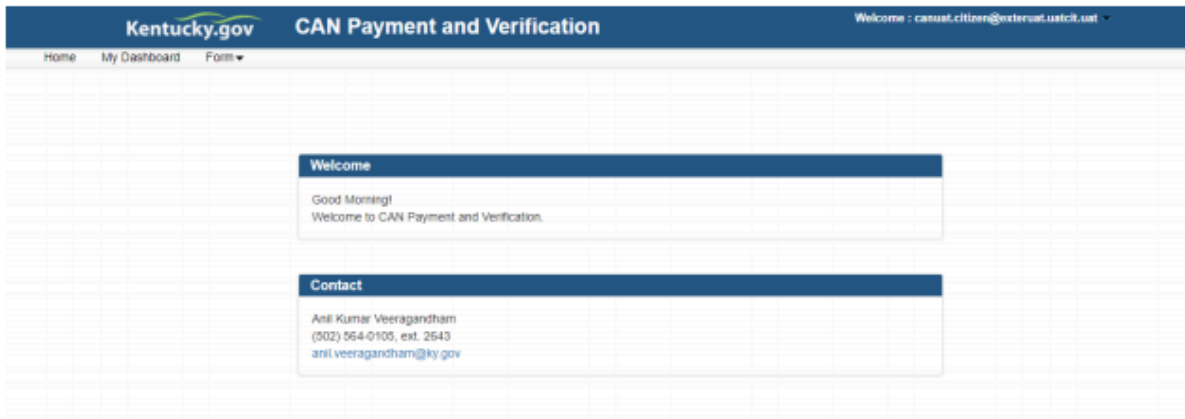 Kentucky.gov CAN Payment and Verification Welcome : canuat.citizen@exteruat.uatcit.uat
Home My Dashboard Form
Welcome
Good Morning!
Welcome to CAN Payment and Verification.
Contact
Anil Kumar Veeragandham
(502) 564-0105, ext. 2643
anil.veeragandham@ky.gov